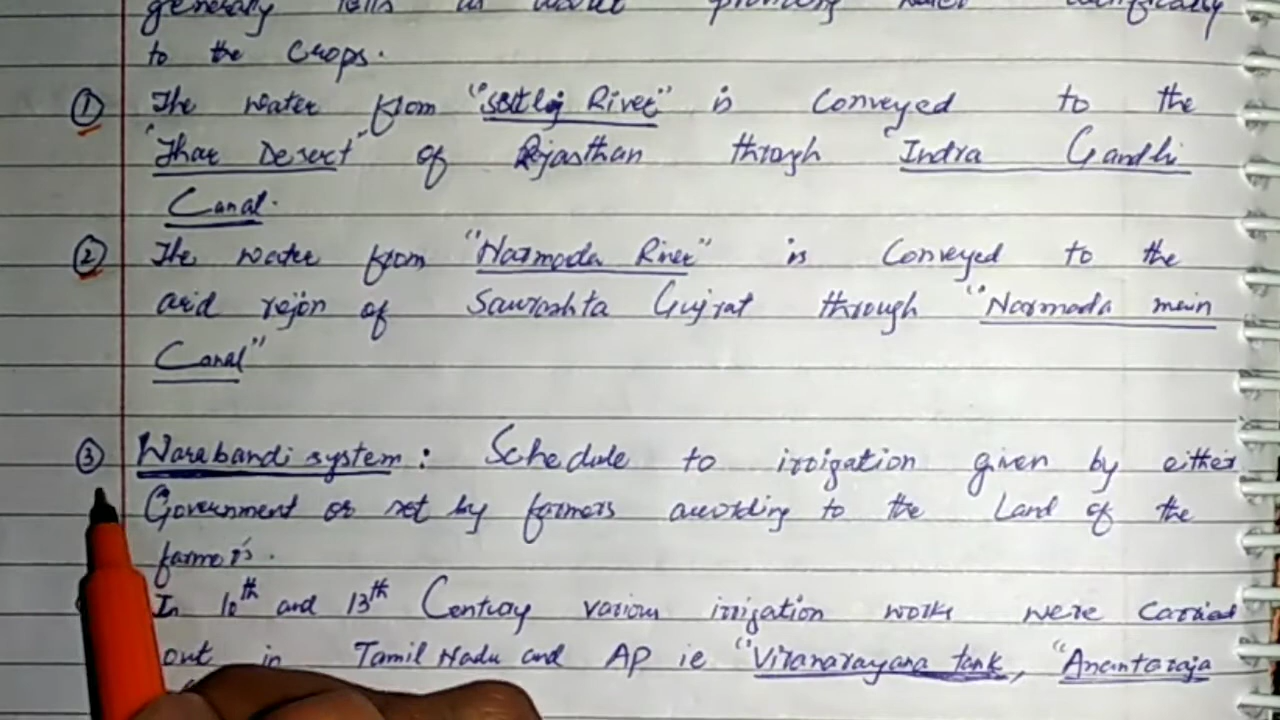 to the Crops.
① The water from "Satlej River" is Conveyed to the
"Thar Desert" of Rajasthan through Indra Gandhi
Canal.
② The water from "Narmada River" is Conveyed to the
arid rejon of Saurashta Gujrat through "Narmada main
Canal"
③ Warabandi system: Schedule to irrigation given by either
Government or set by farmers according to the Land of the
farmers.
In 10th and 13th Century various irrigation works were carried
out in Tamil Nadu and AP ie "Viranarayana tank, "Anantaraja